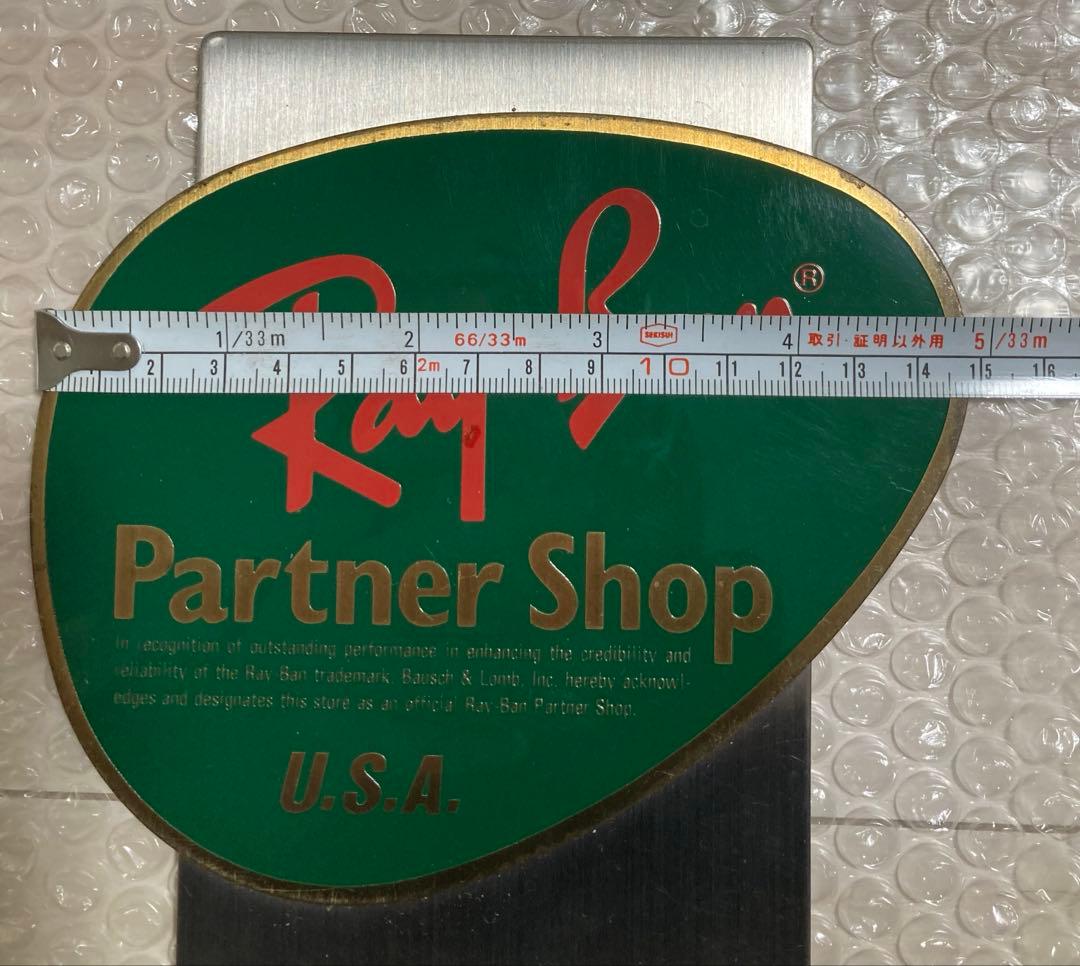 Ray-Ban ®
1 /33m 2 66/33m 3 SEKISUI 4 取引・証明以外用 5 /33m
2 3 4 5 6 2m 7 8 9 10 11 12 13 14 15 16
Partner Shop
In recognition of outstanding performance in enhancing the credibility and
reliability of the Ray-Ban trademark. Bausch & Lomb, Inc. hereby acknowl-
edges and designates this store as an official Ray-Ban Partner Shop.
U.S.A.